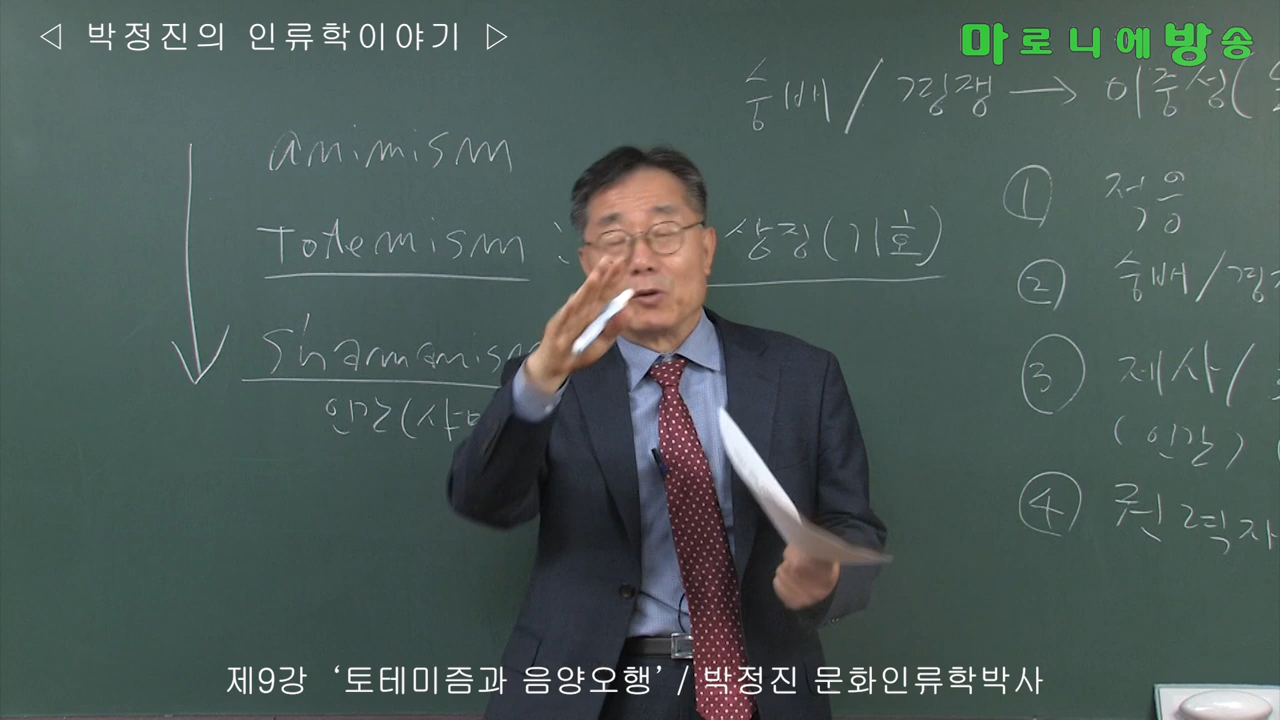 ◁ 박정진의 인류학이야기 ▷
마로니에방송
숭배 / 경쟁 → 이중성(
animism
Totemism : 상징(기호)
shamanism
인간(샤
① 적응
② 숭배/경
③ 제사/
(인간) (
④ 권력자
제9강 ‘토테미즘과 음양오행’ / 박정진 문화인류학박사